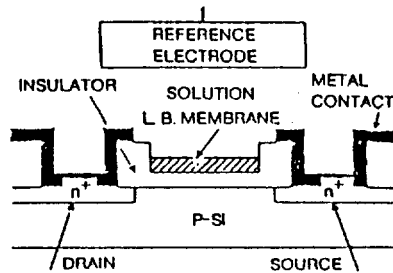 REFERENCE
ELECTRODE
INSULATOR
SOLUTION
METAL
CONTACT
L. B. MEMBRANE
n+
n+
P-SI
DRAIN
SOURCE